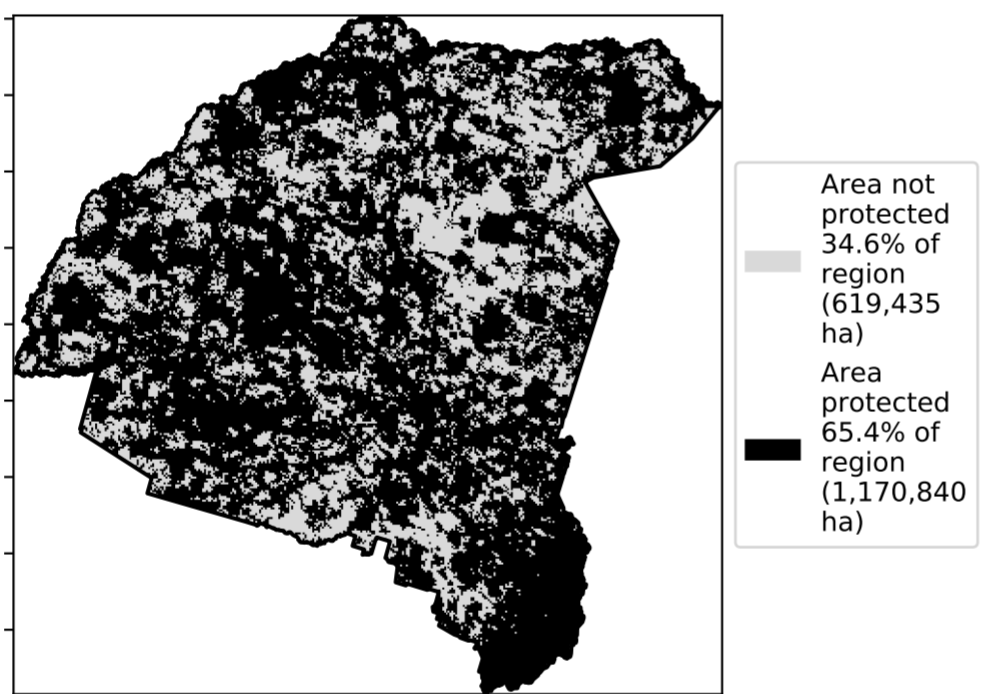 Area not
protected
34.6% of
region
(619,435
ha)
Area
protected
65.4% of
region
(1,170,840
ha)